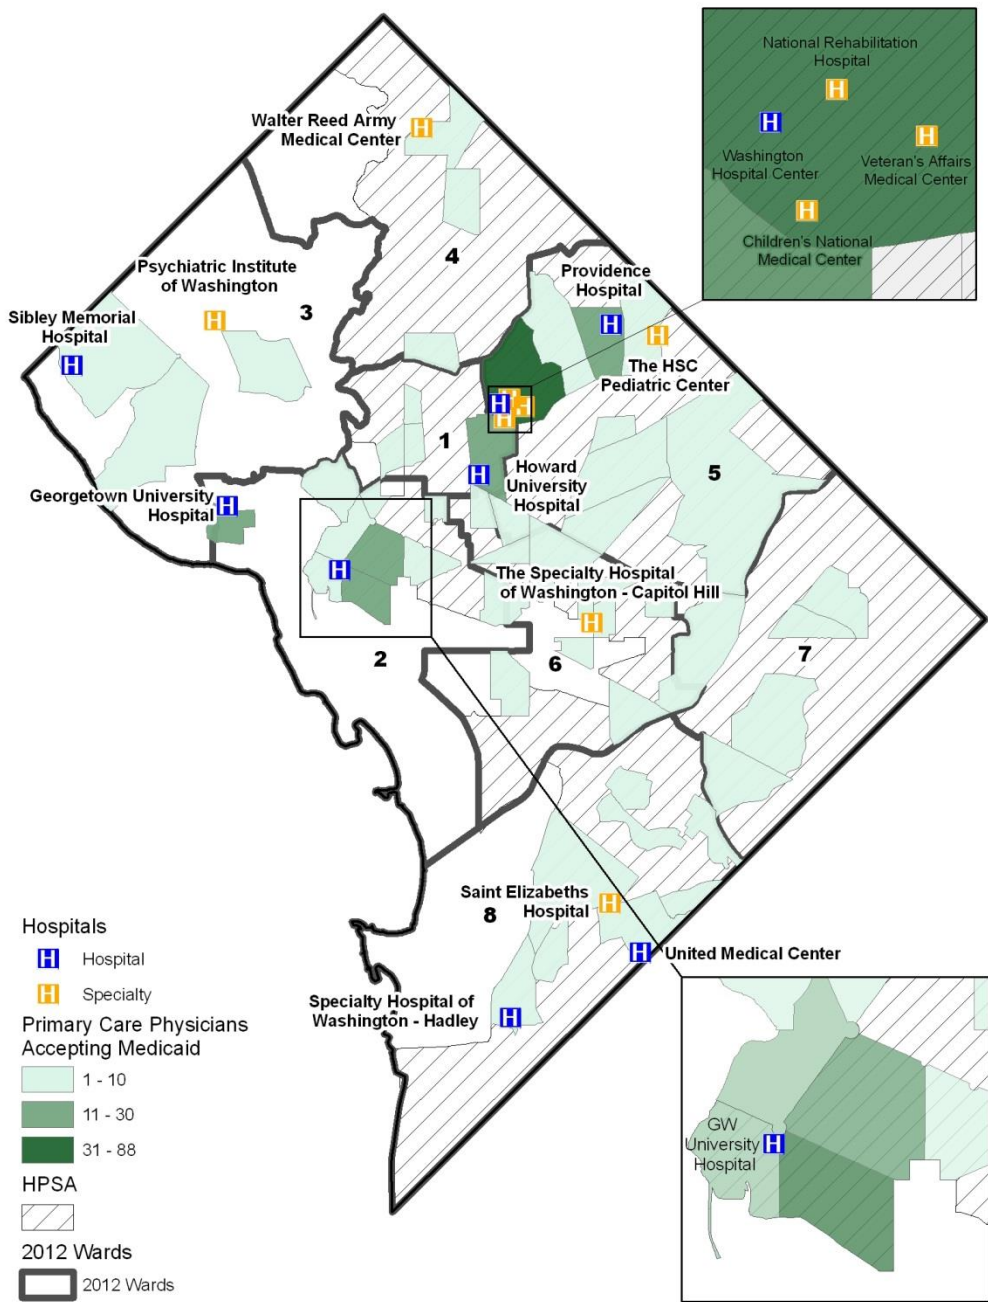 National Rehabilitation
Hospital
H
H
H
Washington
Hospital Center
Veteran's Affairs
Medical Center
H
Children's National
Medical Center
Walter Reed Army
Medical Center
H
4
Psychiatric Institute
of Washington
3
Providence
Hospital
H
Sibley Memorial
Hospital
H
H
H
The HSC
Pediatric Center
H
H
H
H
1
5
Howard
University
Hospital
H
Georgetown University
Hospital
H
H
The Specialty Hospital
of Washington - Capitol Hill
H
2
6
7
Saint Elizabeths
Hospital
H
8
H
United Medical Center
Specialty Hospital of
Washington - Hadley
H
Hospitals
H
Hospital
H
Specialty
Primary Care Physicians
Accepting Medicaid
1 - 10
11 - 30
31 - 88
HPSA
2012 Wards
2012 Wards
GW
University
Hospital
H